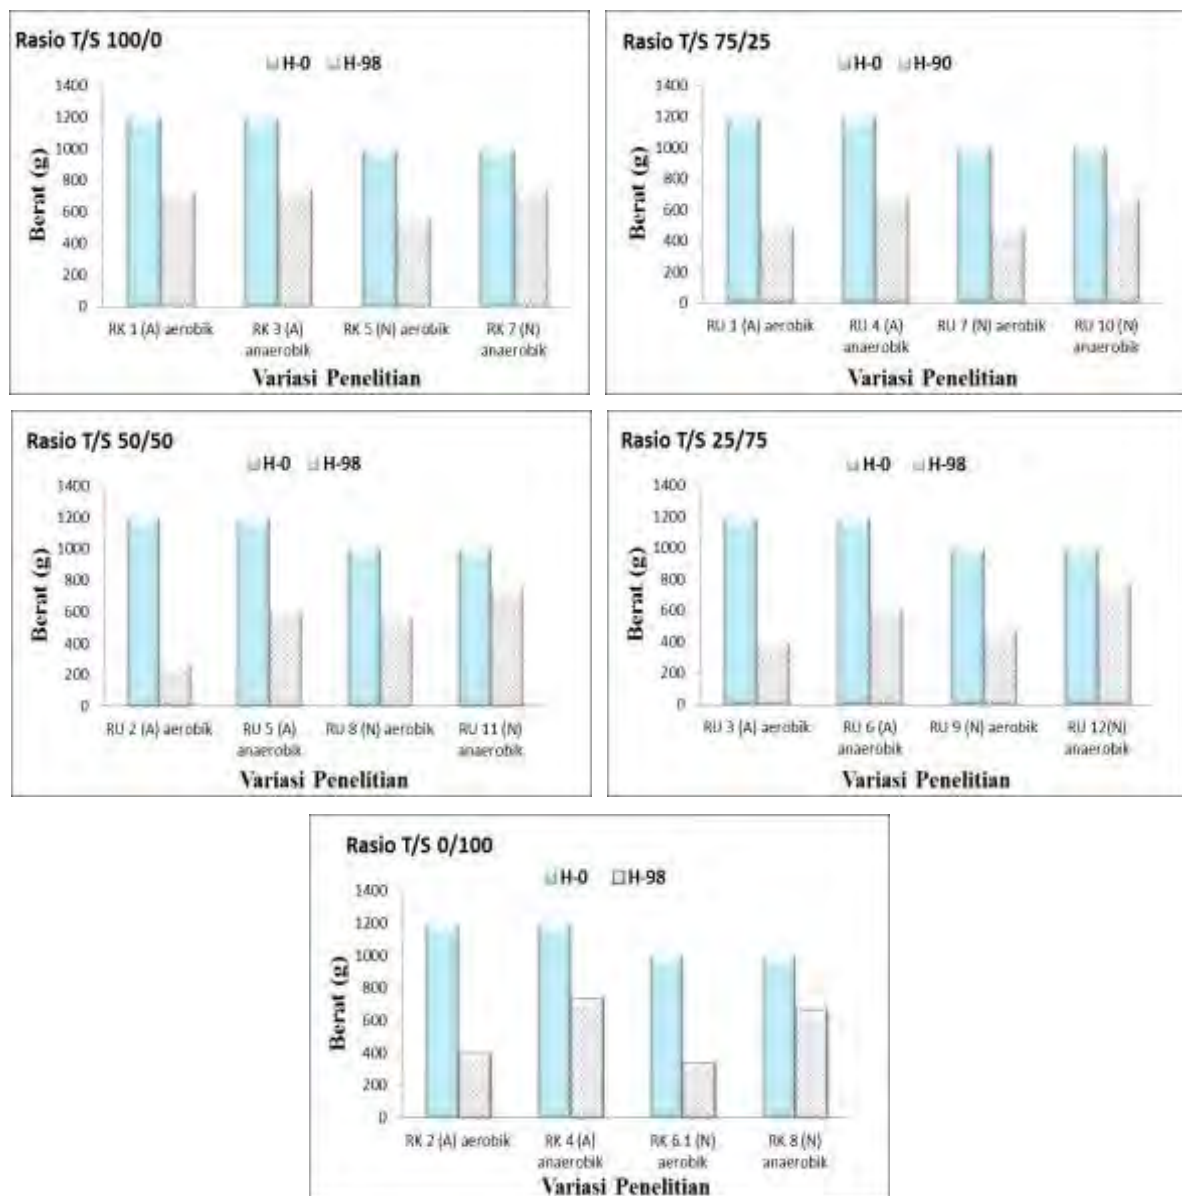 Rasio T/S 100/0
H-0 H-98
1400
1200
1000
800
600
400
200
0
Berat (g)
RK 1 (A) aerobik RK 3 (A) anaerobik RK 5 (N) aerobik RK 7 (N) anaerobik
Variasi Penelitian
Rasio T/S 75/25
H-0 H-90
1400
1200
1000
800
600
400
200
0
Berat (g)
RU 1 (A) aerobik RU 4 (A) anaerobik RU 7 (N) aerobik RU 10 (N) anaerobik
Variasi Penelitian
Rasio T/S 50/50
H-0 H-98
1400
1200
1000
800
600
400
200
0
Berat (g)
RU 2 (A) aerobik RU 5 (A) anaerobik RU 8 (N) aerobik RU 11 (N) anaerobik
Variasi Penelitian
Rasio T/S 25/75
H-0 H-98
1400
1200
1000
800
600
400
200
0
Berat (g)
RU 3 (A) aerobik RU 6 (A) anaerobik RU 9 (N) aerobik RU 12(N) anaerobik
Variasi Penelitian
Rasio T/S 0/100
H-0 H-98
1400
1200
1000
800
600
400
200
0
Berat (g)
RK 2 (A) aerobik RK 4 (A) anaerobik RK 6.1 (N) aerobik RK 8 (N) anaerobik
Variasi Penelitian